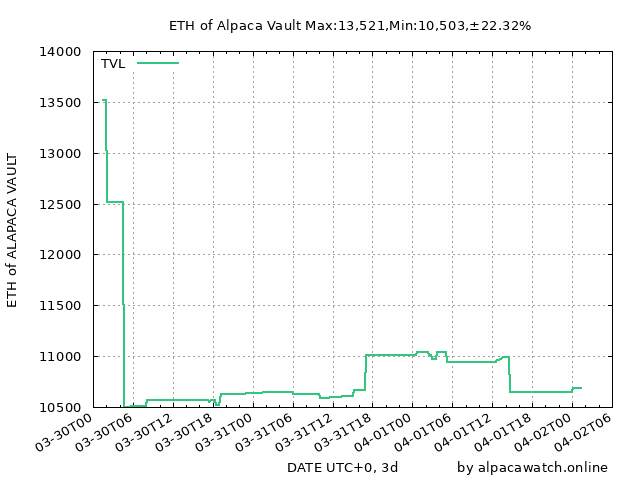 ETH of Alpaca Vault Max:13,521,Min:10,503,±22.32%
TVL
14000
13500
13000
12500
12000
11500
11000
10500
ETH of ALAPACA VAULT
03-30T00
03-30T06
03-30T12
03-30T18
03-31T00
03-31T06
03-31T12
03-31T18
04-01T00
04-01T06
04-01T12
04-01T18
04-02T00
04-02T06
DATE UTC+0, 3d
by alpacawatch.online